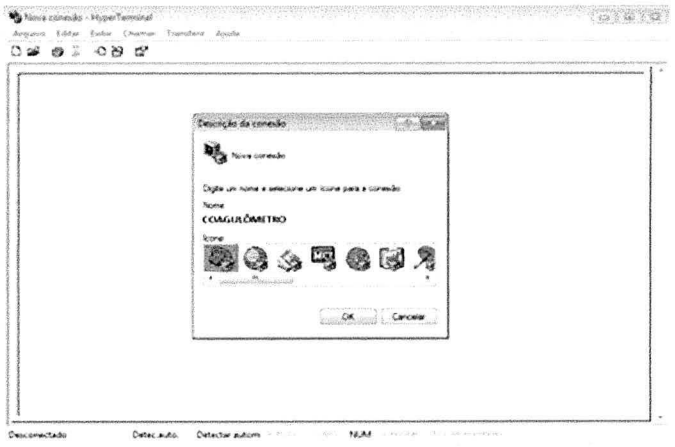 Nova conexão - HyperTerminal
Arquivo Editar Exibir Chamar Transferir Ajuda
Descrição da conexão
Nova conexão
Digite um nome e selecione um ícone para a conexão
Nome
COAGULÔMETRO
Ícone
OK Cancelar
Desconectado Detec.auto. Detectar autom NUM